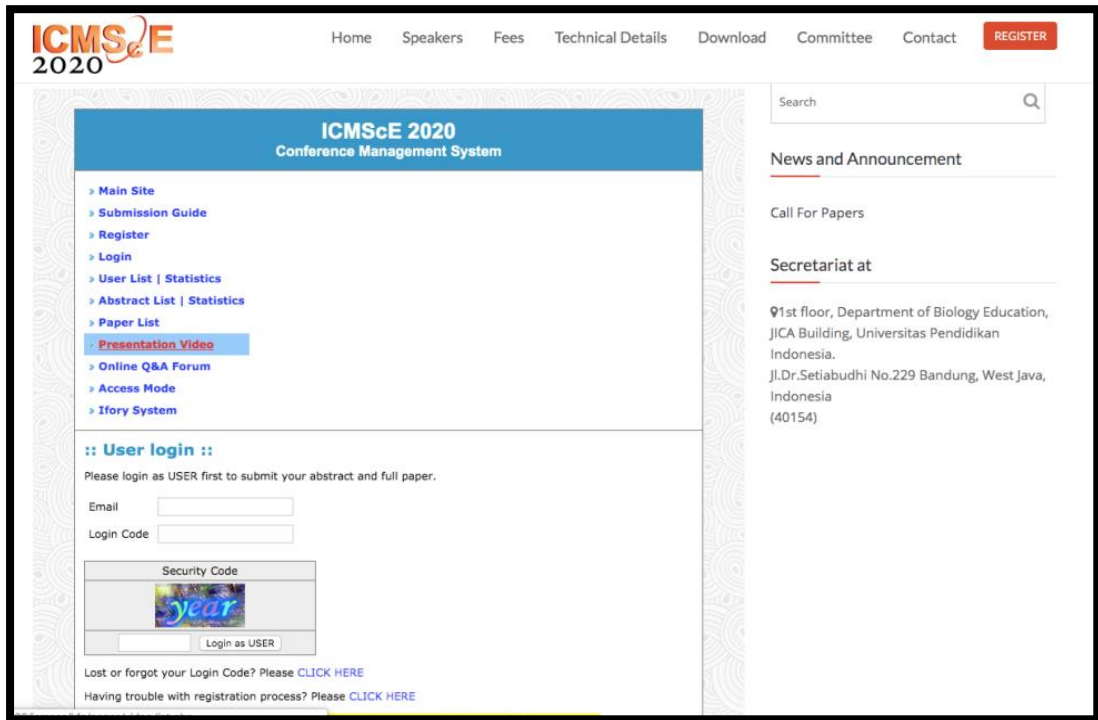 ICMScE
2020
Home Speakers Fees Technical Details Download Committee Contact REGISTER
ICMScE 2020
Conference Management System
» Main Site
» Submission Guide
» Register
» Login
» User List | Statistics
» Abstract List | Statistics
» Paper List
» Presentation Video
» Online Q&A Forum
» Access Mode
» Ifory System
:: User login ::
Please login as USER first to submit your abstract and full paper.
Email
Login Code
Security Code
year
Login as USER
Lost or forgot your Login Code? Please CLICK HERE
Having trouble with registration process? Please CLICK HERE
Search
News and Announcement
Call For Papers
Secretariat at
1st floor, Department of Biology Education,
JICA Building, Universitas Pendidikan
Indonesia.
Jl.Dr.Setiabudhi No.229 Bandung, West Java,
Indonesia
(40154)